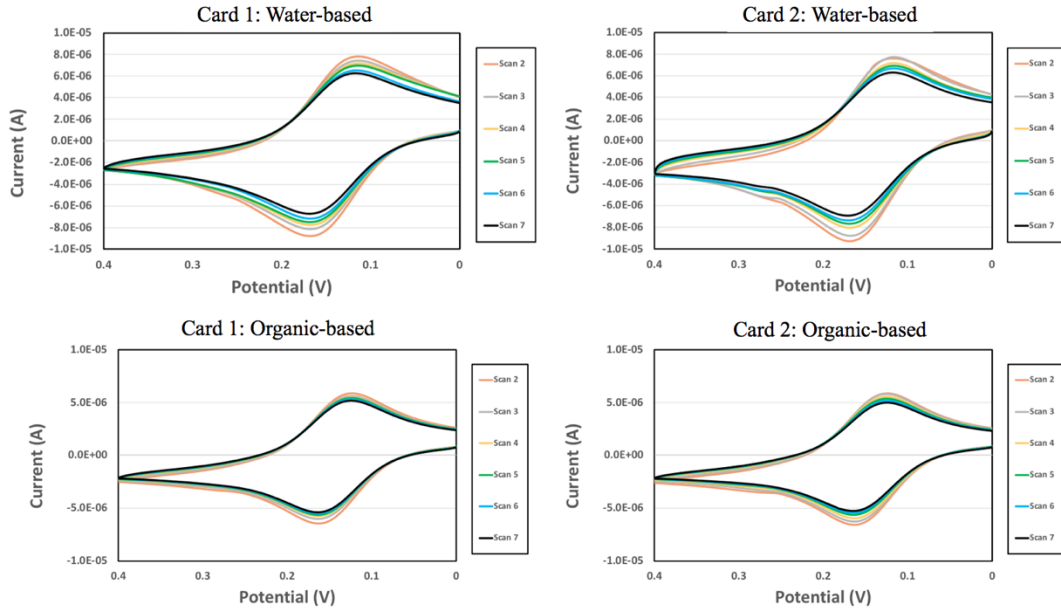 Card 1: Water-based
1.0E-05
8.0E-06
6.0E-06
4.0E-06
2.0E-06
0.0E+00
-2.0E-06
-4.0E-06
-6.0E-06
-8.0E-06
-1.0E-05
Current (A)
0.4 0.3 0.2 0.1 0
Potential (V)
Scan 2
Scan 3
Scan 4
Scan 5
Scan 6
Scan 7
Card 2: Water-based
1.0E-05
8.0E-06
6.0E-06
4.0E-06
2.0E-06
0.0E+00
-2.0E-06
-4.0E-06
-6.0E-06
-8.0E-06
-1.0E-05
Current (A)
0.4 0.3 0.2 0.1 0
Potential (V)
Scan 2
Scan 3
Scan 4
Scan 5
Scan 6
Scan 7
Card 1: Organic-based
1.0E-05
5.0E-06
0.0E+00
-5.0E-06
-1.0E-05
Current (A)
0.4 0.3 0.2 0.1 0
Potential (V)
Scan 2
Scan 3
Scan 4
Scan 5
Scan 6
Scan 7
Card 2: Organic-based
1.0E-05
5.0E-06
0.0E+00
-5.0E-06
-1.0E-05
Current (A)
0.4 0.3 0.2 0.1 0
Potential (V)
Scan 2
Scan 3
Scan 4
Scan 5
Scan 6
Scan 7